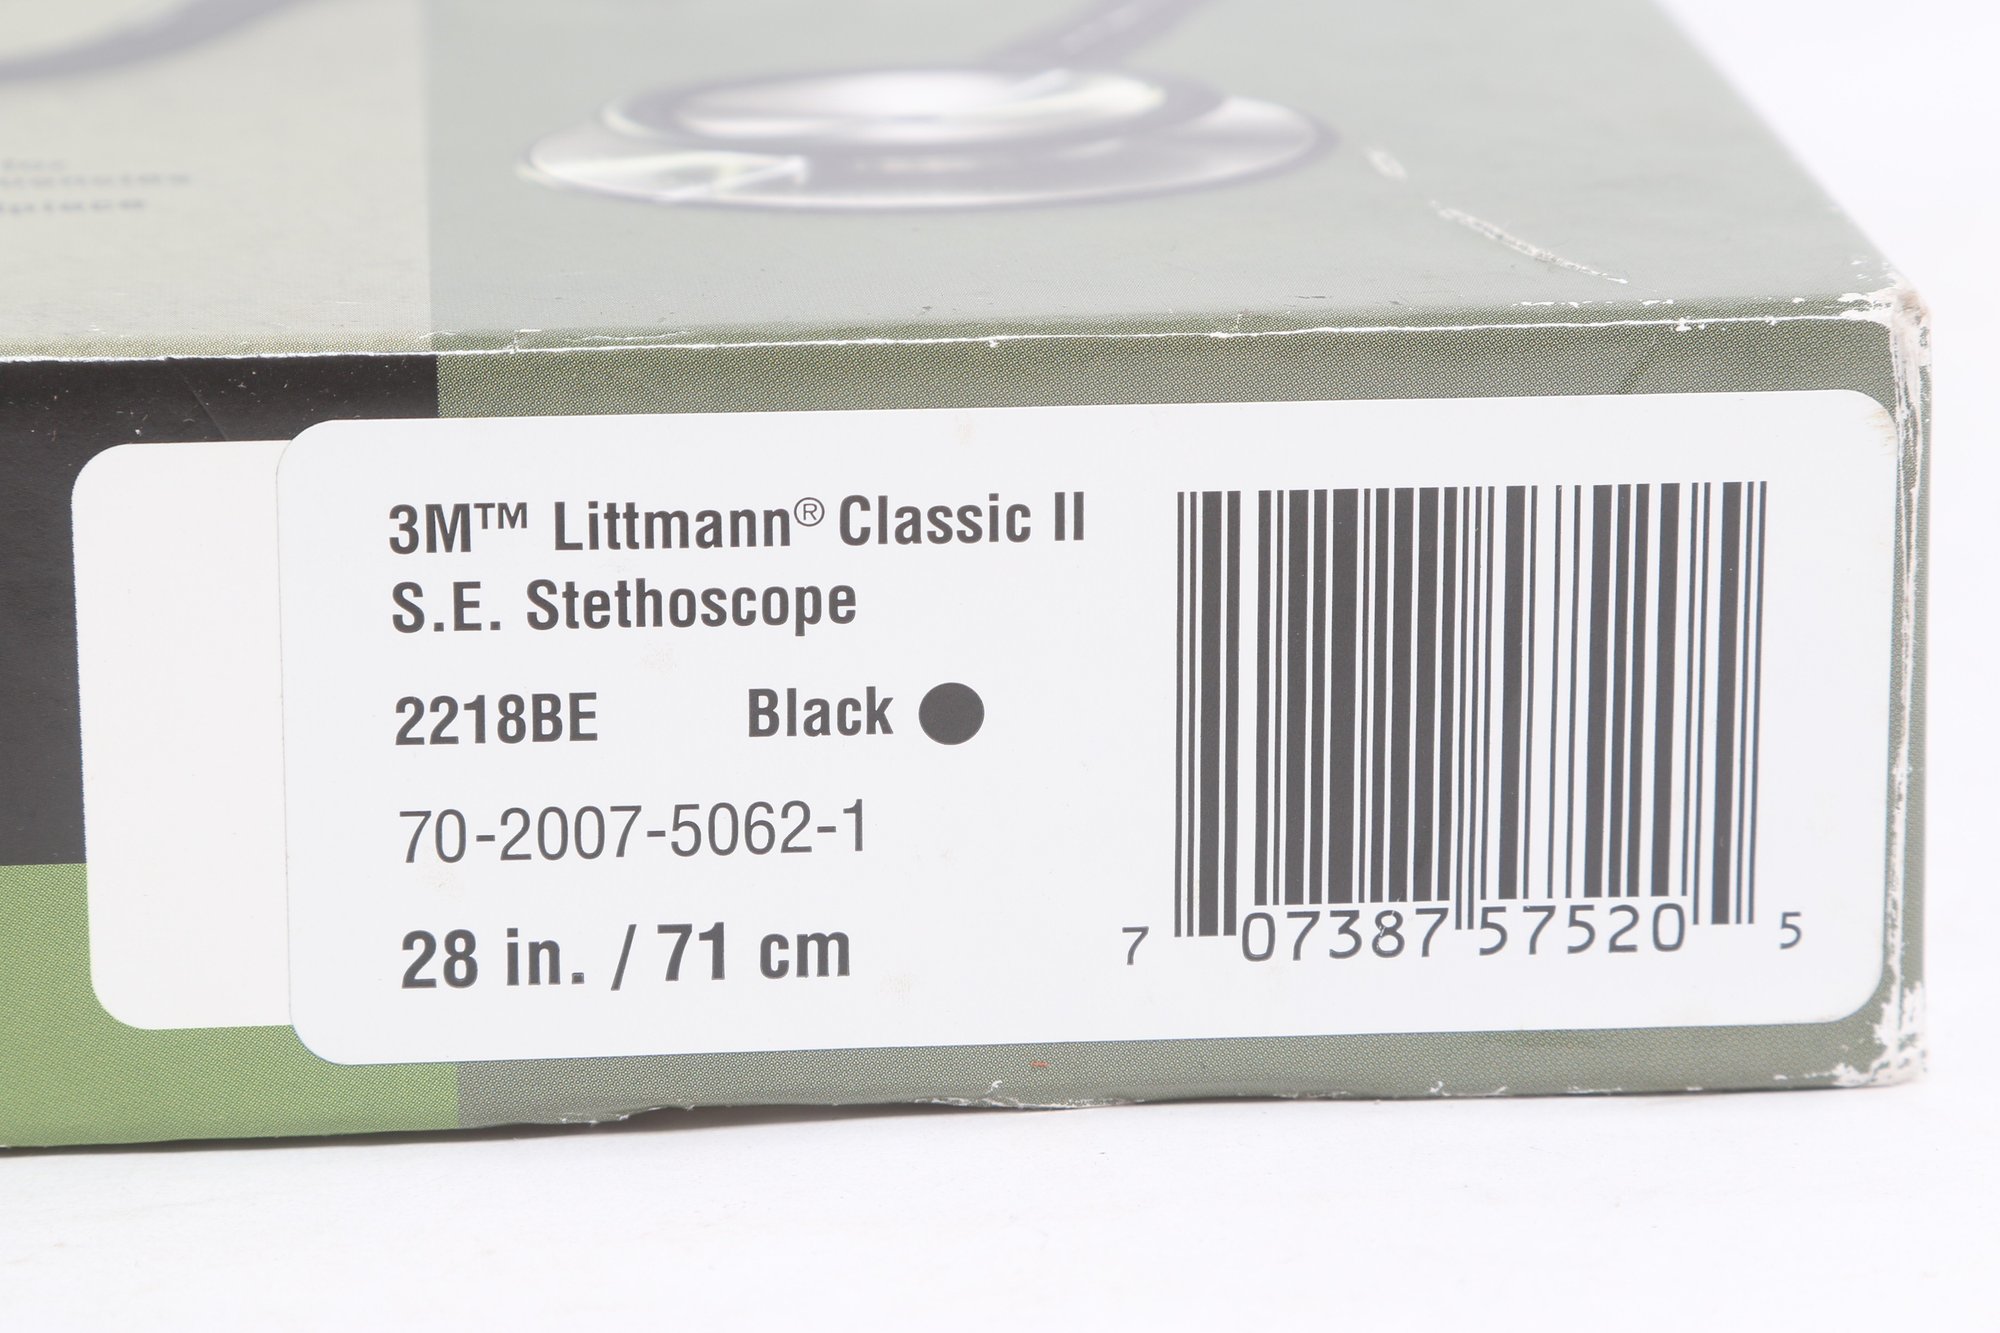 3M™ Littmann® Classic II
S.E. Stethoscope
2218BE Black
70-2007-5062-1
28 in. / 71 cm
7 07387 57520 5